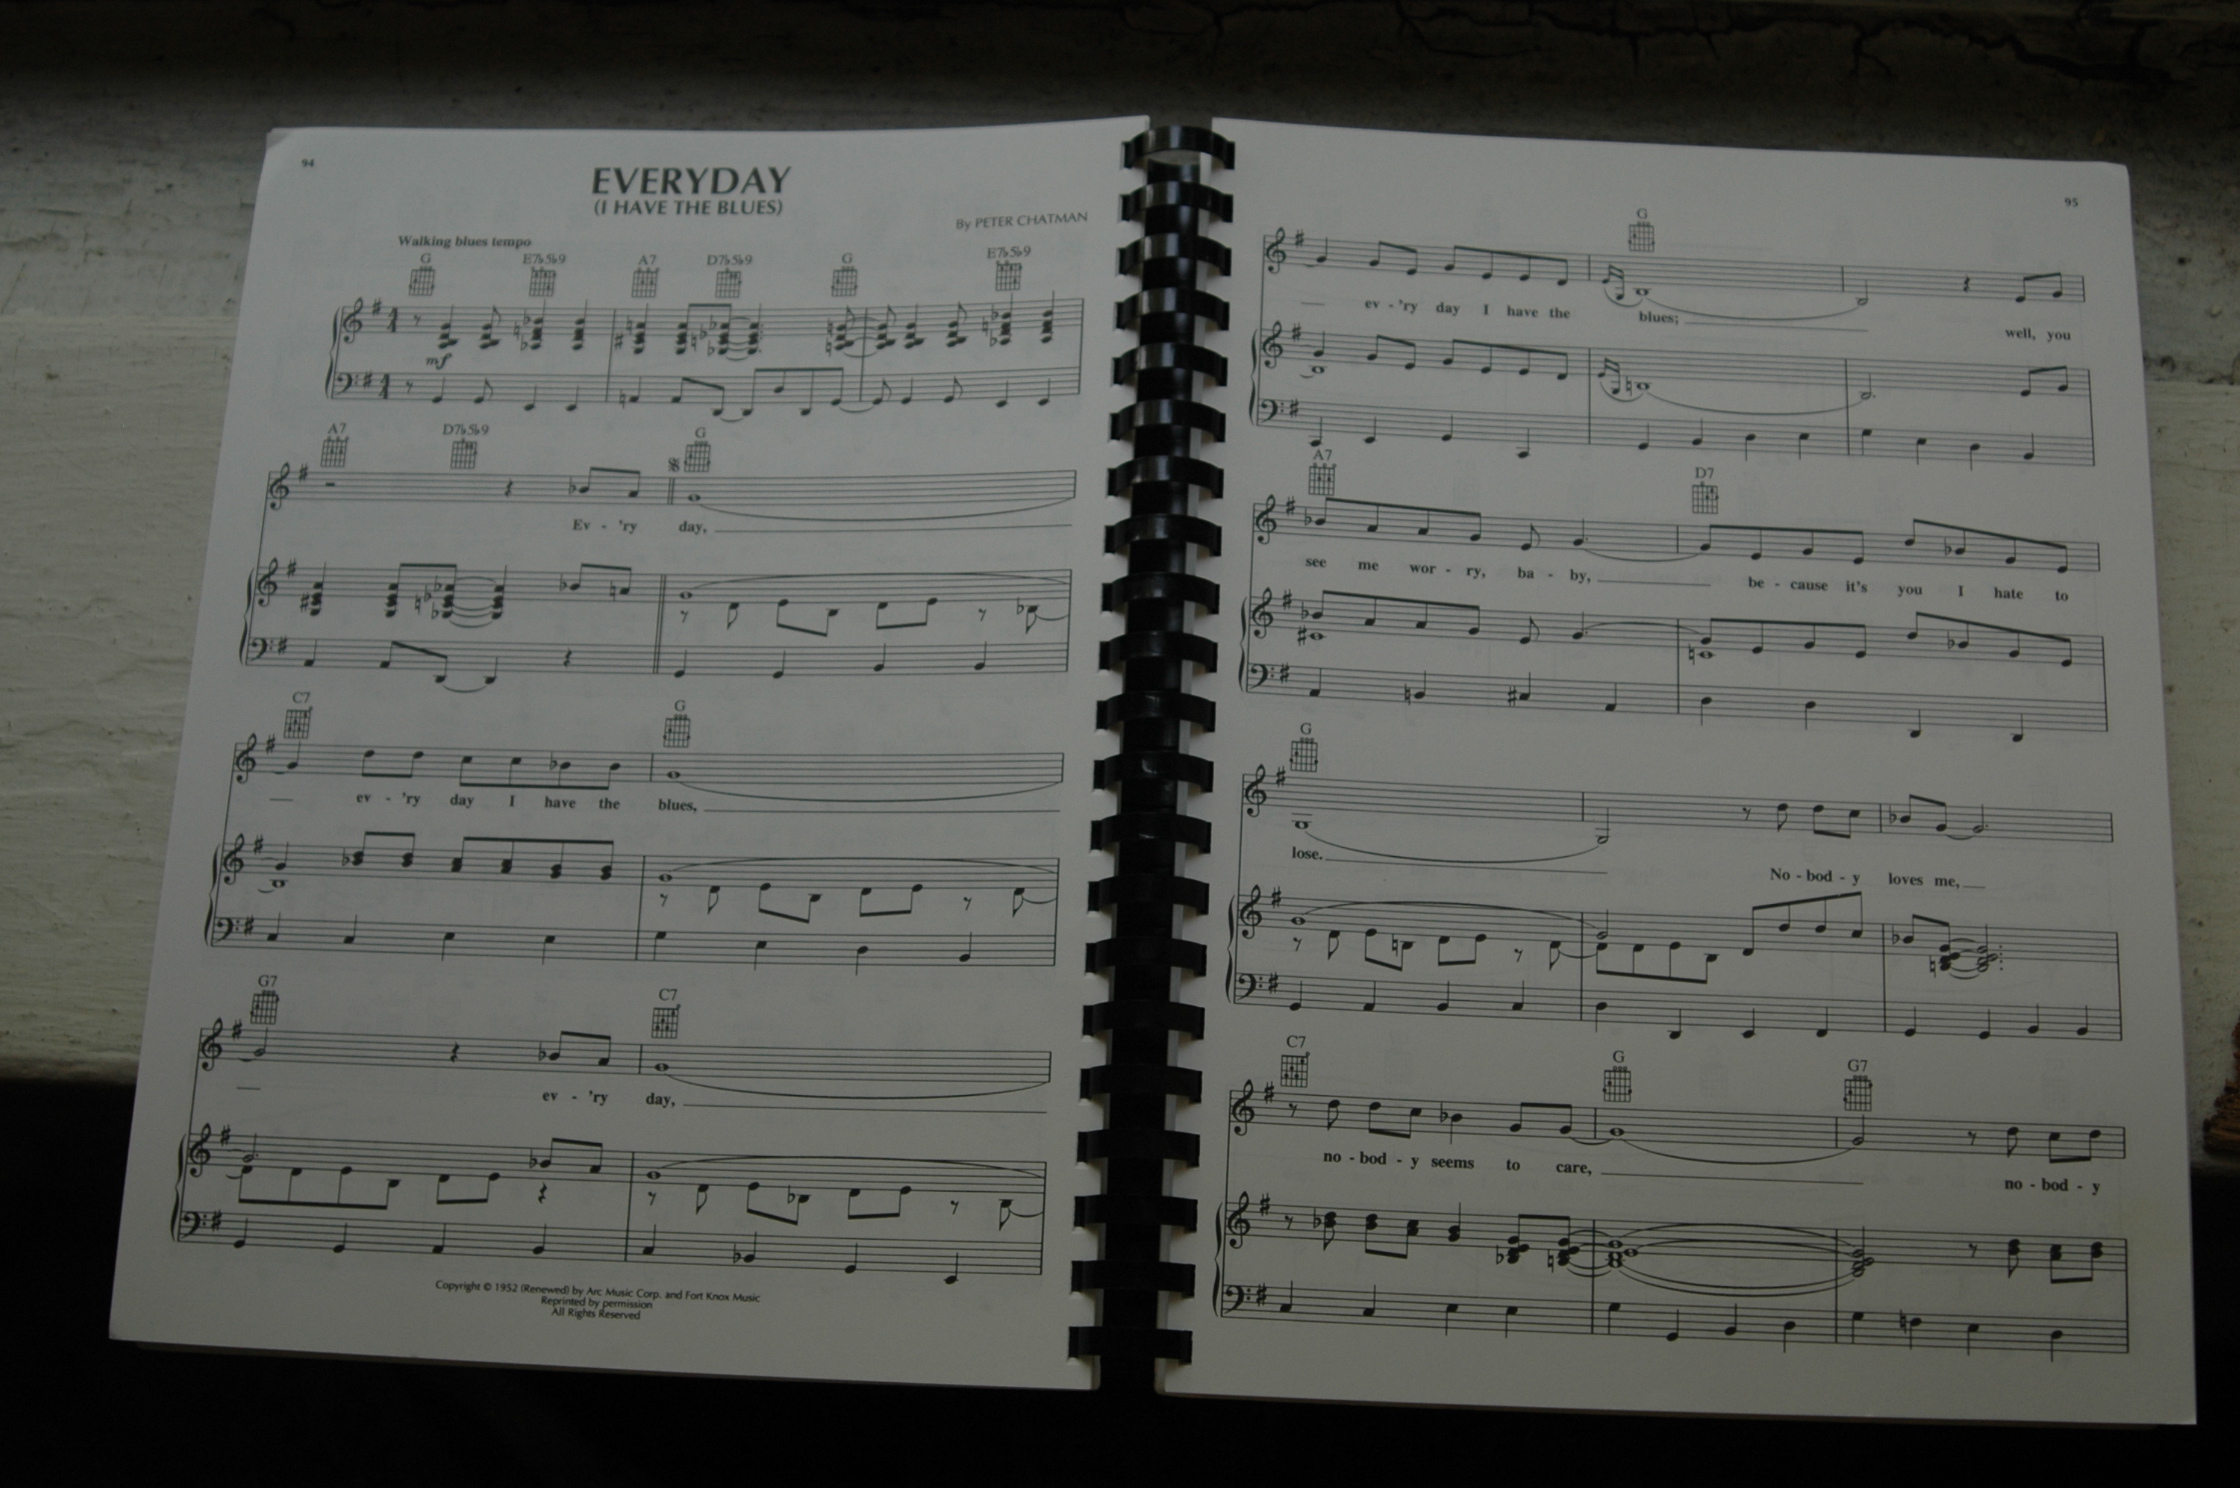 94
EVERYDAY
(I HAVE THE BLUES)
By PETER CHATMAN
Walking blues tempo
G E7♭5♭9 A7 D7♭5♭9 G E7♭5♭9
mf
A7 D7♭5♭9 G
Ev - 'ry day,
C7 G
ev - 'ry day I have the blues,
G7 C7
ev - 'ry day,
Copyright © 1952 (Renewed) by Arc Music Corp. and Fort Knox Music
Reprinted by permission
All Rights Reserved
95
G
ev - 'ry day I have the blues; well, you
A7 D7
see me wor - ry, ba - by, be - cause it's you I hate to
G
lose. No - bod - y loves me,
C7 G G7
no - bod - y seems to care, no - bod - y